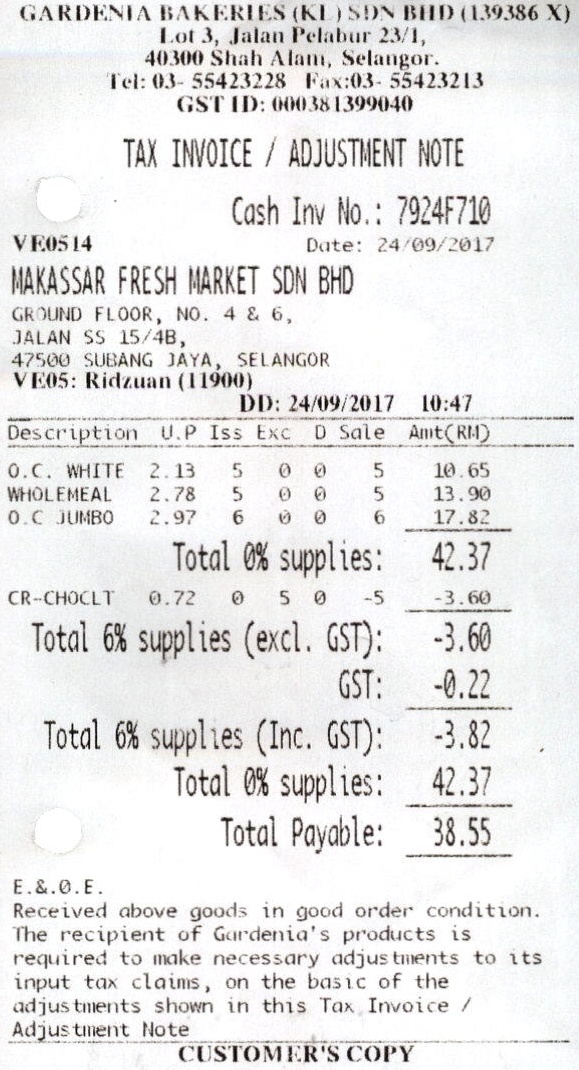 GARDENIA BAKERIES (KL) SDN BHD (139386 X)
Lot 3, Jalan Pelabur 23/1,
40300 Shah Alam, Selangor.
Tel: 03- 55423228 Fax:03- 55423213
GST ID: 000381399040
TAX INVOICE / ADJUSTMENT NOTE
Cash Inv No.: 7924F710
VE0514 Date: 24/09/2017
MAKASSAR FRESH MARKET SDN BHD
GROUND FLOOR, NO. 4 & 6,
JALAN SS 15/4B,
47500 SUBANG JAYA, SELANGOR
VE05: Ridzuan (11900)
DD: 24/09/2017 10:47
Description U.P Iss Exc D Sale Amt(RM)
O.C. WHITE 2.13 5 0 0 5 10.65
WHOLEMEAL 2.78 5 0 0 5 13.90
O.C JUMBO 2.97 6 0 0 6 17.82
Total 0% supplies: 42.37
CR-CHOCLT 0.72 0 5 0 -5 -3.60
Total 6% supplies (excl. GST): -3.60
GST: -0.22
Total 6% supplies (Inc. GST): -3.82
Total 0% supplies: 42.37
Total Payable: 38.55
E.&.O.E.
Received above goods in good order condition.
The recipient of Gardenia's products is
required to make necessary adjustments to its
input tax claims, on the basic of the
adjustments shown in this Tax Invoice /
Adjustment Note
CUSTOMER'S COPY